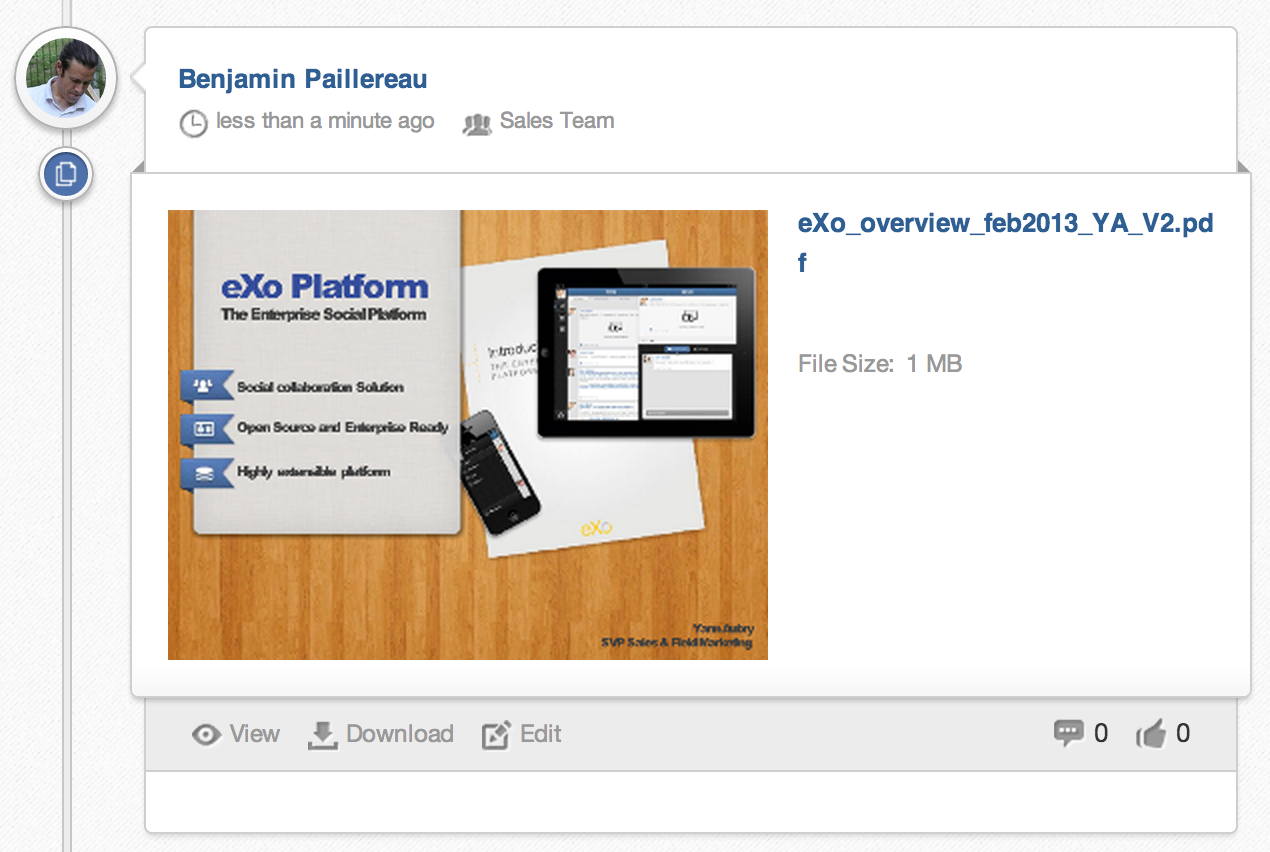 Benjamin Paillereau
less than a minute ago Sales Team
eXo_overview_feb2013_YA_V2.pd
f
File Size: 1 MB
eXo Platform
The Enterprise Social Platform
Social collaboration Solution
Open Source and Enterprise Ready
Highly extensible platform
Introduc
eXo
Yann Aubry
SVP Sales & Field Marketing
View Download Edit 0 0